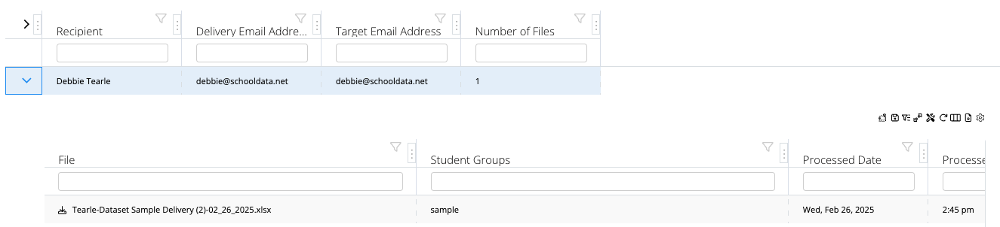 Recipient Delivery Email Addre... Target Email Address Number of Files
Debbie Tearle debbie@schooldata.net debbie@schooldata.net 1
File Student Groups Processed Date Processe
Tearle-Dataset Sample Delivery (2)-02_26_2025.xlsx sample Wed, Feb 26, 2025 2:45 pm